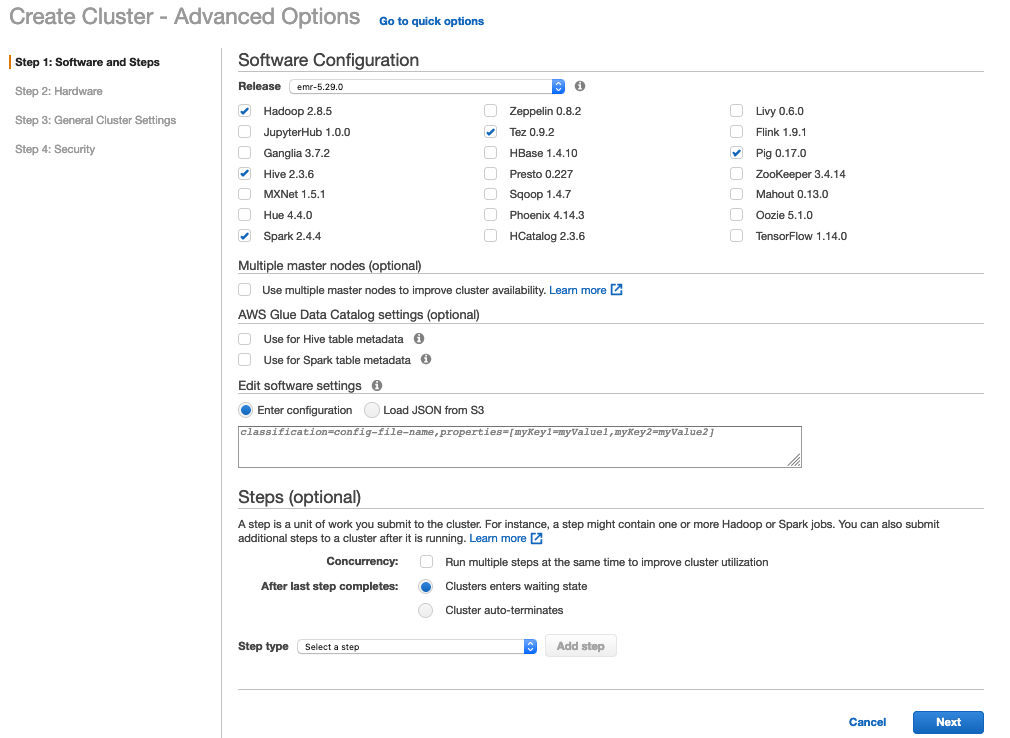 Create Cluster - Advanced Options Go to quick options
Step 1: Software and Steps
Step 2: Hardware
Step 3: General Cluster Settings
Step 4: Security
Software Configuration
Release emr-5.29.0
Hadoop 2.8.5 Zeppelin 0.8.2 Livy 0.6.0
JupyterHub 1.0.0 Tez 0.9.2 Flink 1.9.1
Ganglia 3.7.2 HBase 1.4.10 Pig 0.17.0
Hive 2.3.6 Presto 0.227 ZooKeeper 3.4.14
MXNet 1.5.1 Sqoop 1.4.7 Mahout 0.13.0
Hue 4.4.0 Phoenix 4.14.3 Oozie 5.1.0
Spark 2.4.4 HCatalog 2.3.6 TensorFlow 1.14.0
Multiple master nodes (optional)
Use multiple master nodes to improve cluster availability. Learn more
AWS Glue Data Catalog settings (optional)
Use for Hive table metadata
Use for Spark table metadata
Edit software settings
Enter configuration Load JSON from S3
classification=config-file-name,properties=[myKey1=myValue1,myKey2=myValue2]
Steps (optional)
A step is a unit of work you submit to the cluster. For instance, a step might contain one or more Hadoop or Spark jobs. You can also submit
additional steps to a cluster after it is running. Learn more
Concurrency: Run multiple steps at the same time to improve cluster utilization
After last step completes: Clusters enters waiting state
Cluster auto-terminates
Step type Select a step Add step
Cancel Next